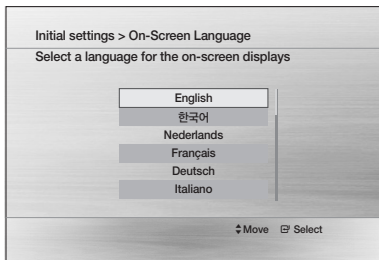 Initial settings > On-Screen Language
Select a language for the on-screen displays
English
한국어
Nederlands
Français
Deutsch
Italiano
Move Select